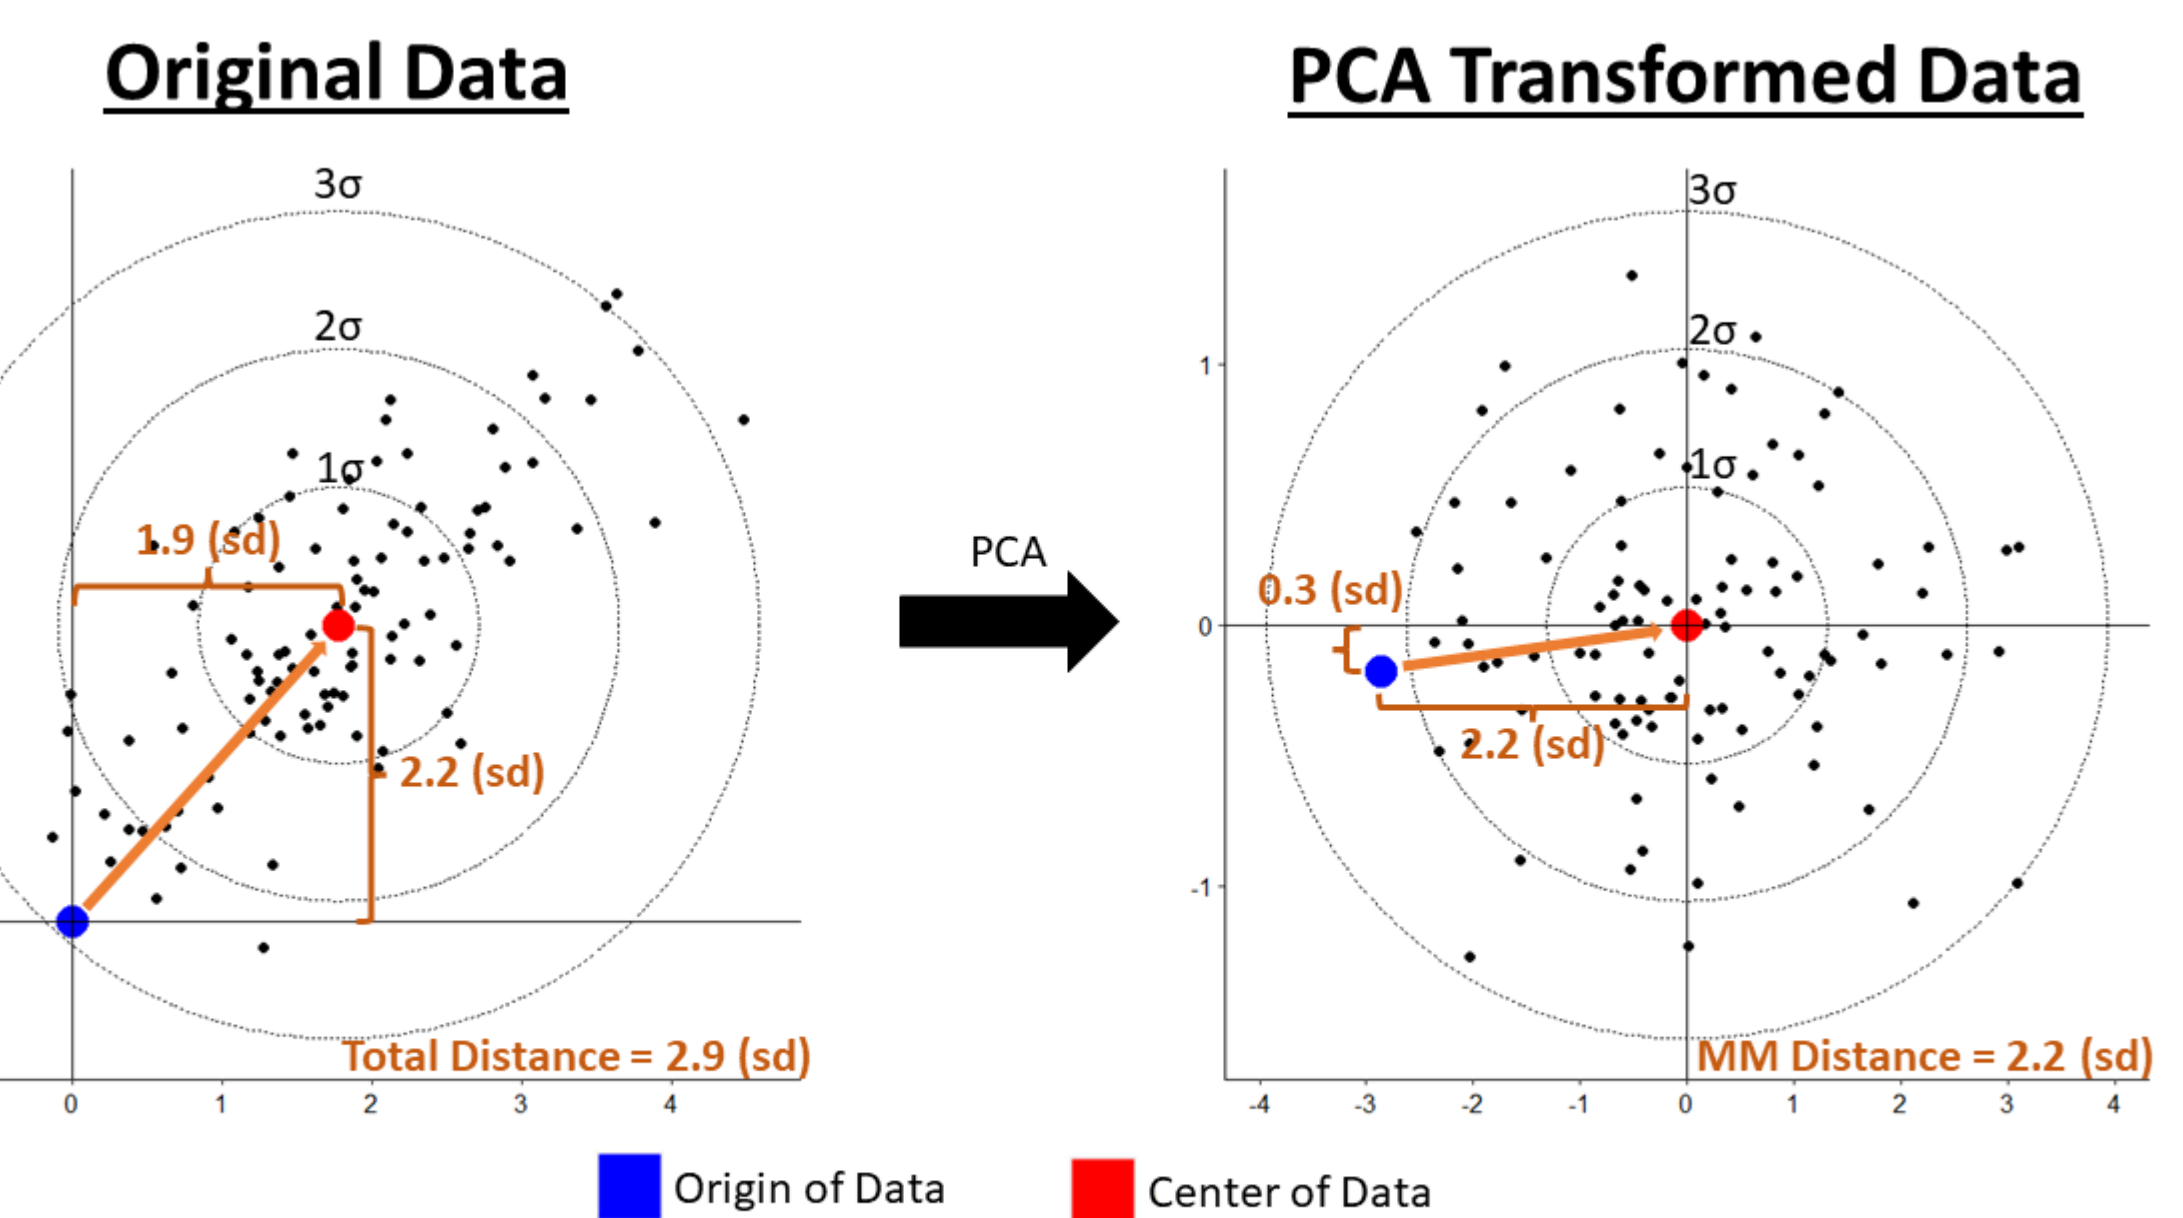 Original Data
PCA Transformed Data
3σ
2σ
1σ
1.9 (sd)
2.2 (sd)
Total Distance = 2.9 (sd)
0 1 2 3 4
PCA
3σ
2σ
1σ
1
0
-1
0.3 (sd)
2.2 (sd)
MM Distance = 2.2 (sd)
-4 -3 -2 -1 0 1 2 3 4
Origin of Data
Center of Data